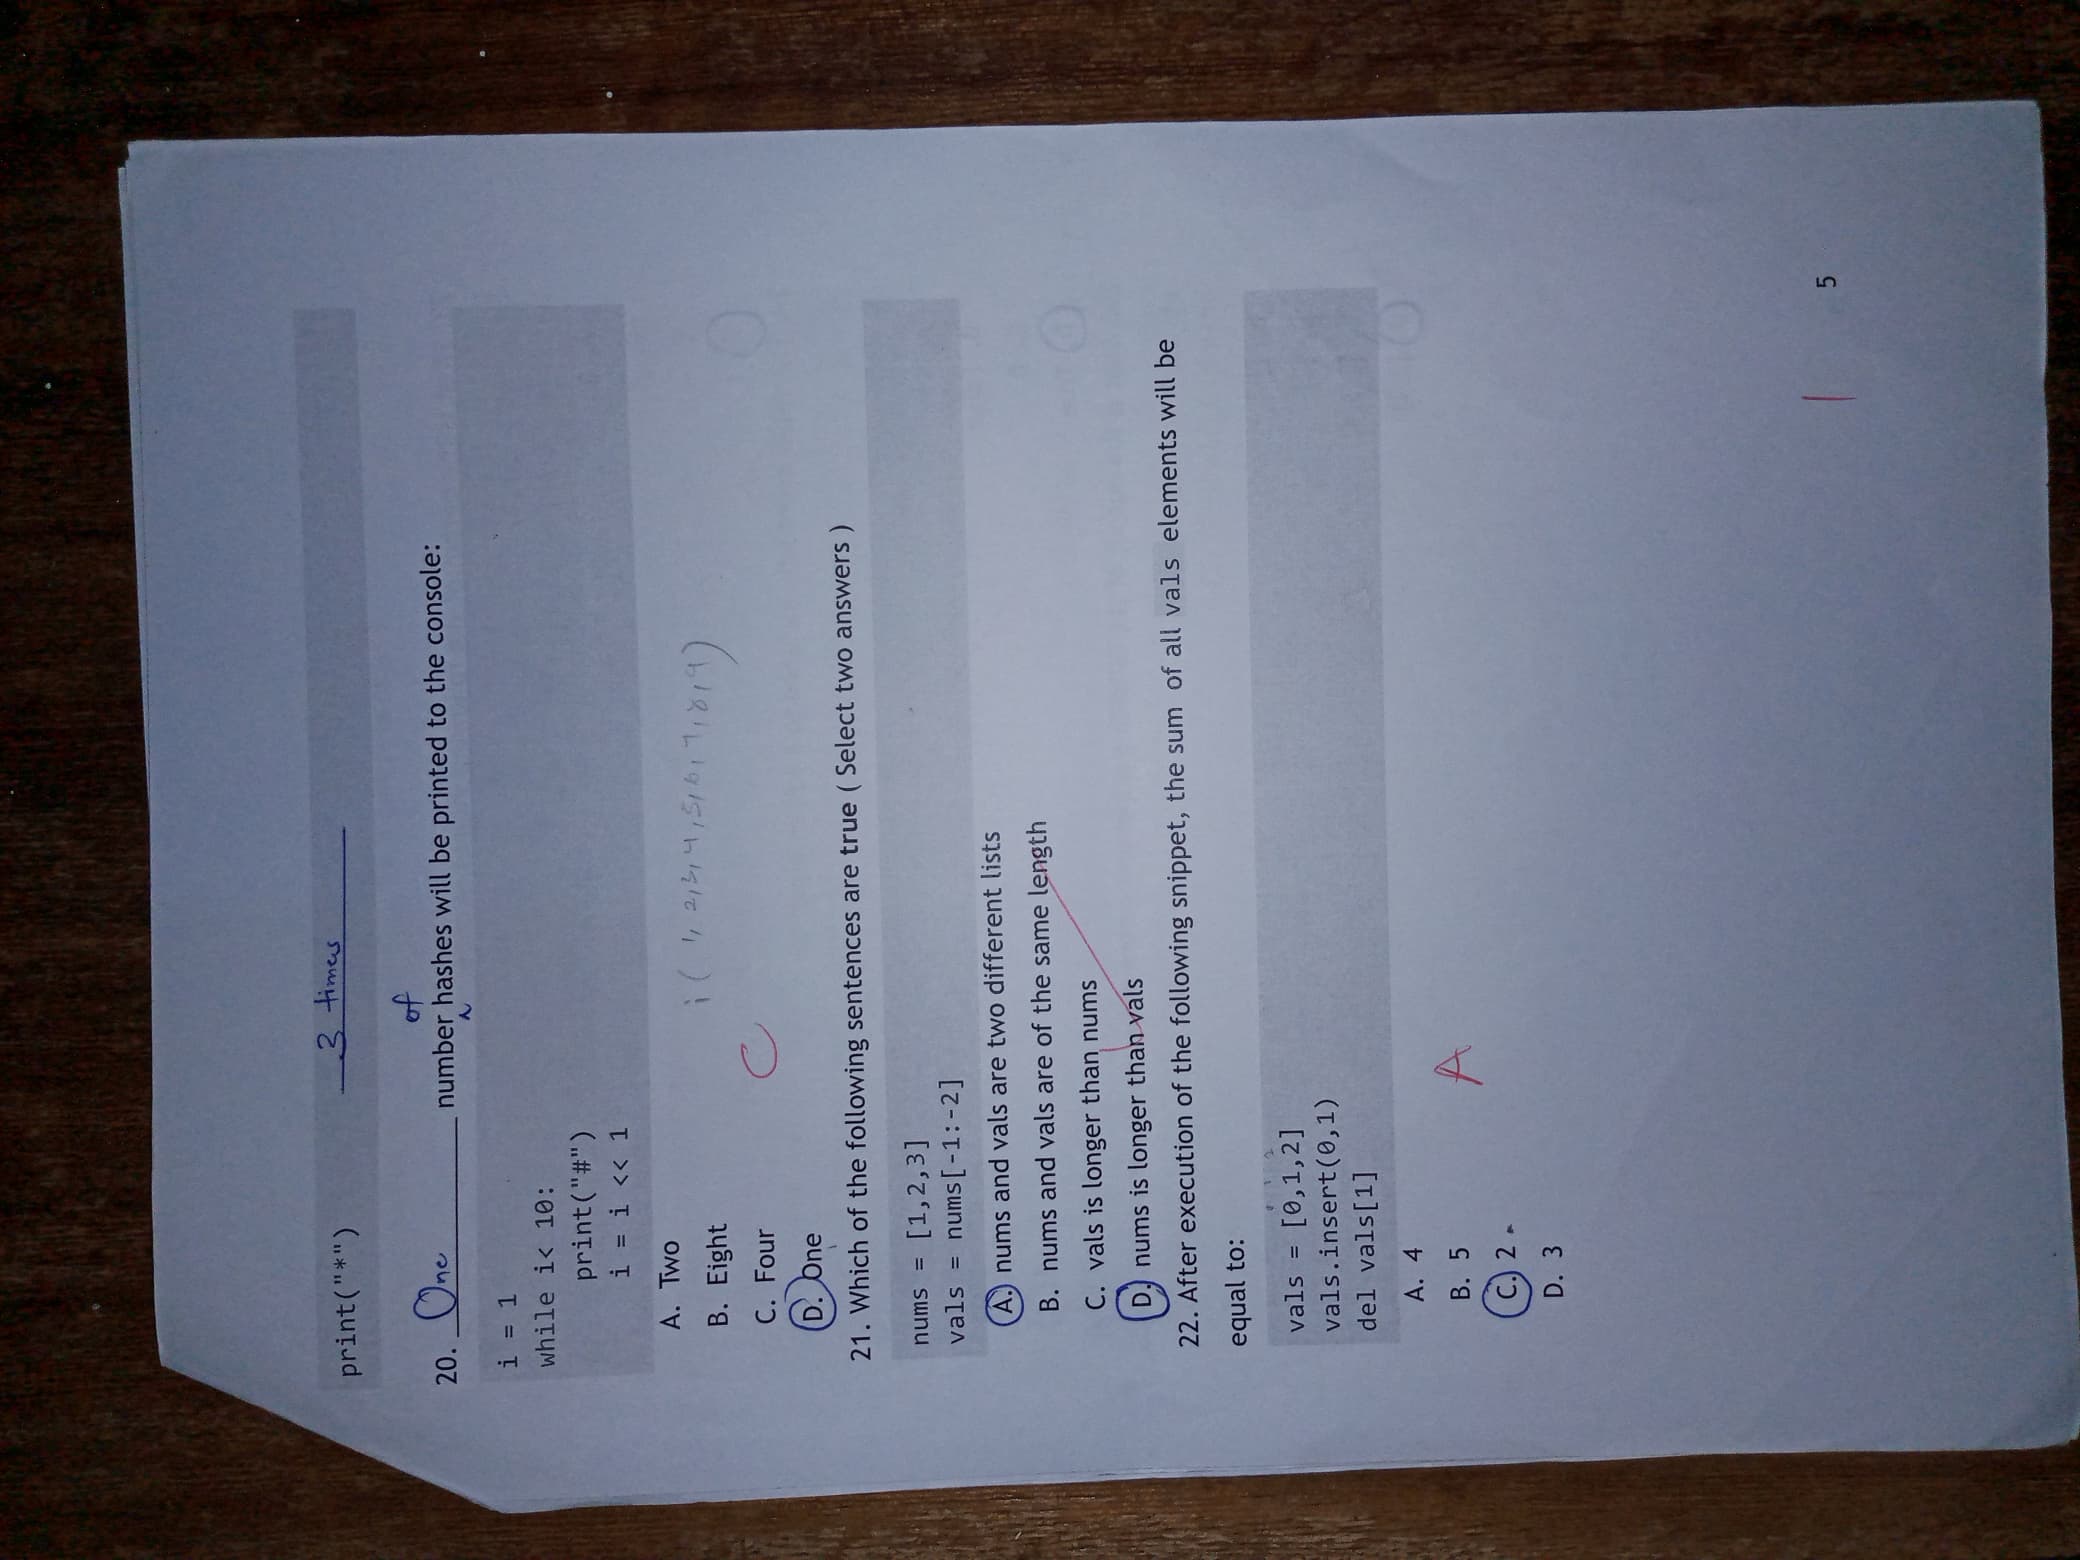 print("*") 3 times
20. One number of hashes will be printed to the console:
i = 1
while i< 10:
print("#")
i = i << 1
A. Two
i ( 1, 2, 3, 4, 5, 6, 7, 8, 9)
B. Eight
C. Four C
D. One
21. Which of the following sentences are true ( Select two answers )
nums = [1,2,3]
vals = nums[-1:-2]
A. nums and vals are two different lists
B. nums and vals are of the same length
C. vals is longer than nums
D. nums is longer than vals
22. After execution of the following snippet, the sum of all vals elements will be
equal to:
vals = [0,1,2]
vals.insert(0,1)
del vals[1]
A. 4
B. 5 A
C. 2
D. 3
1
5